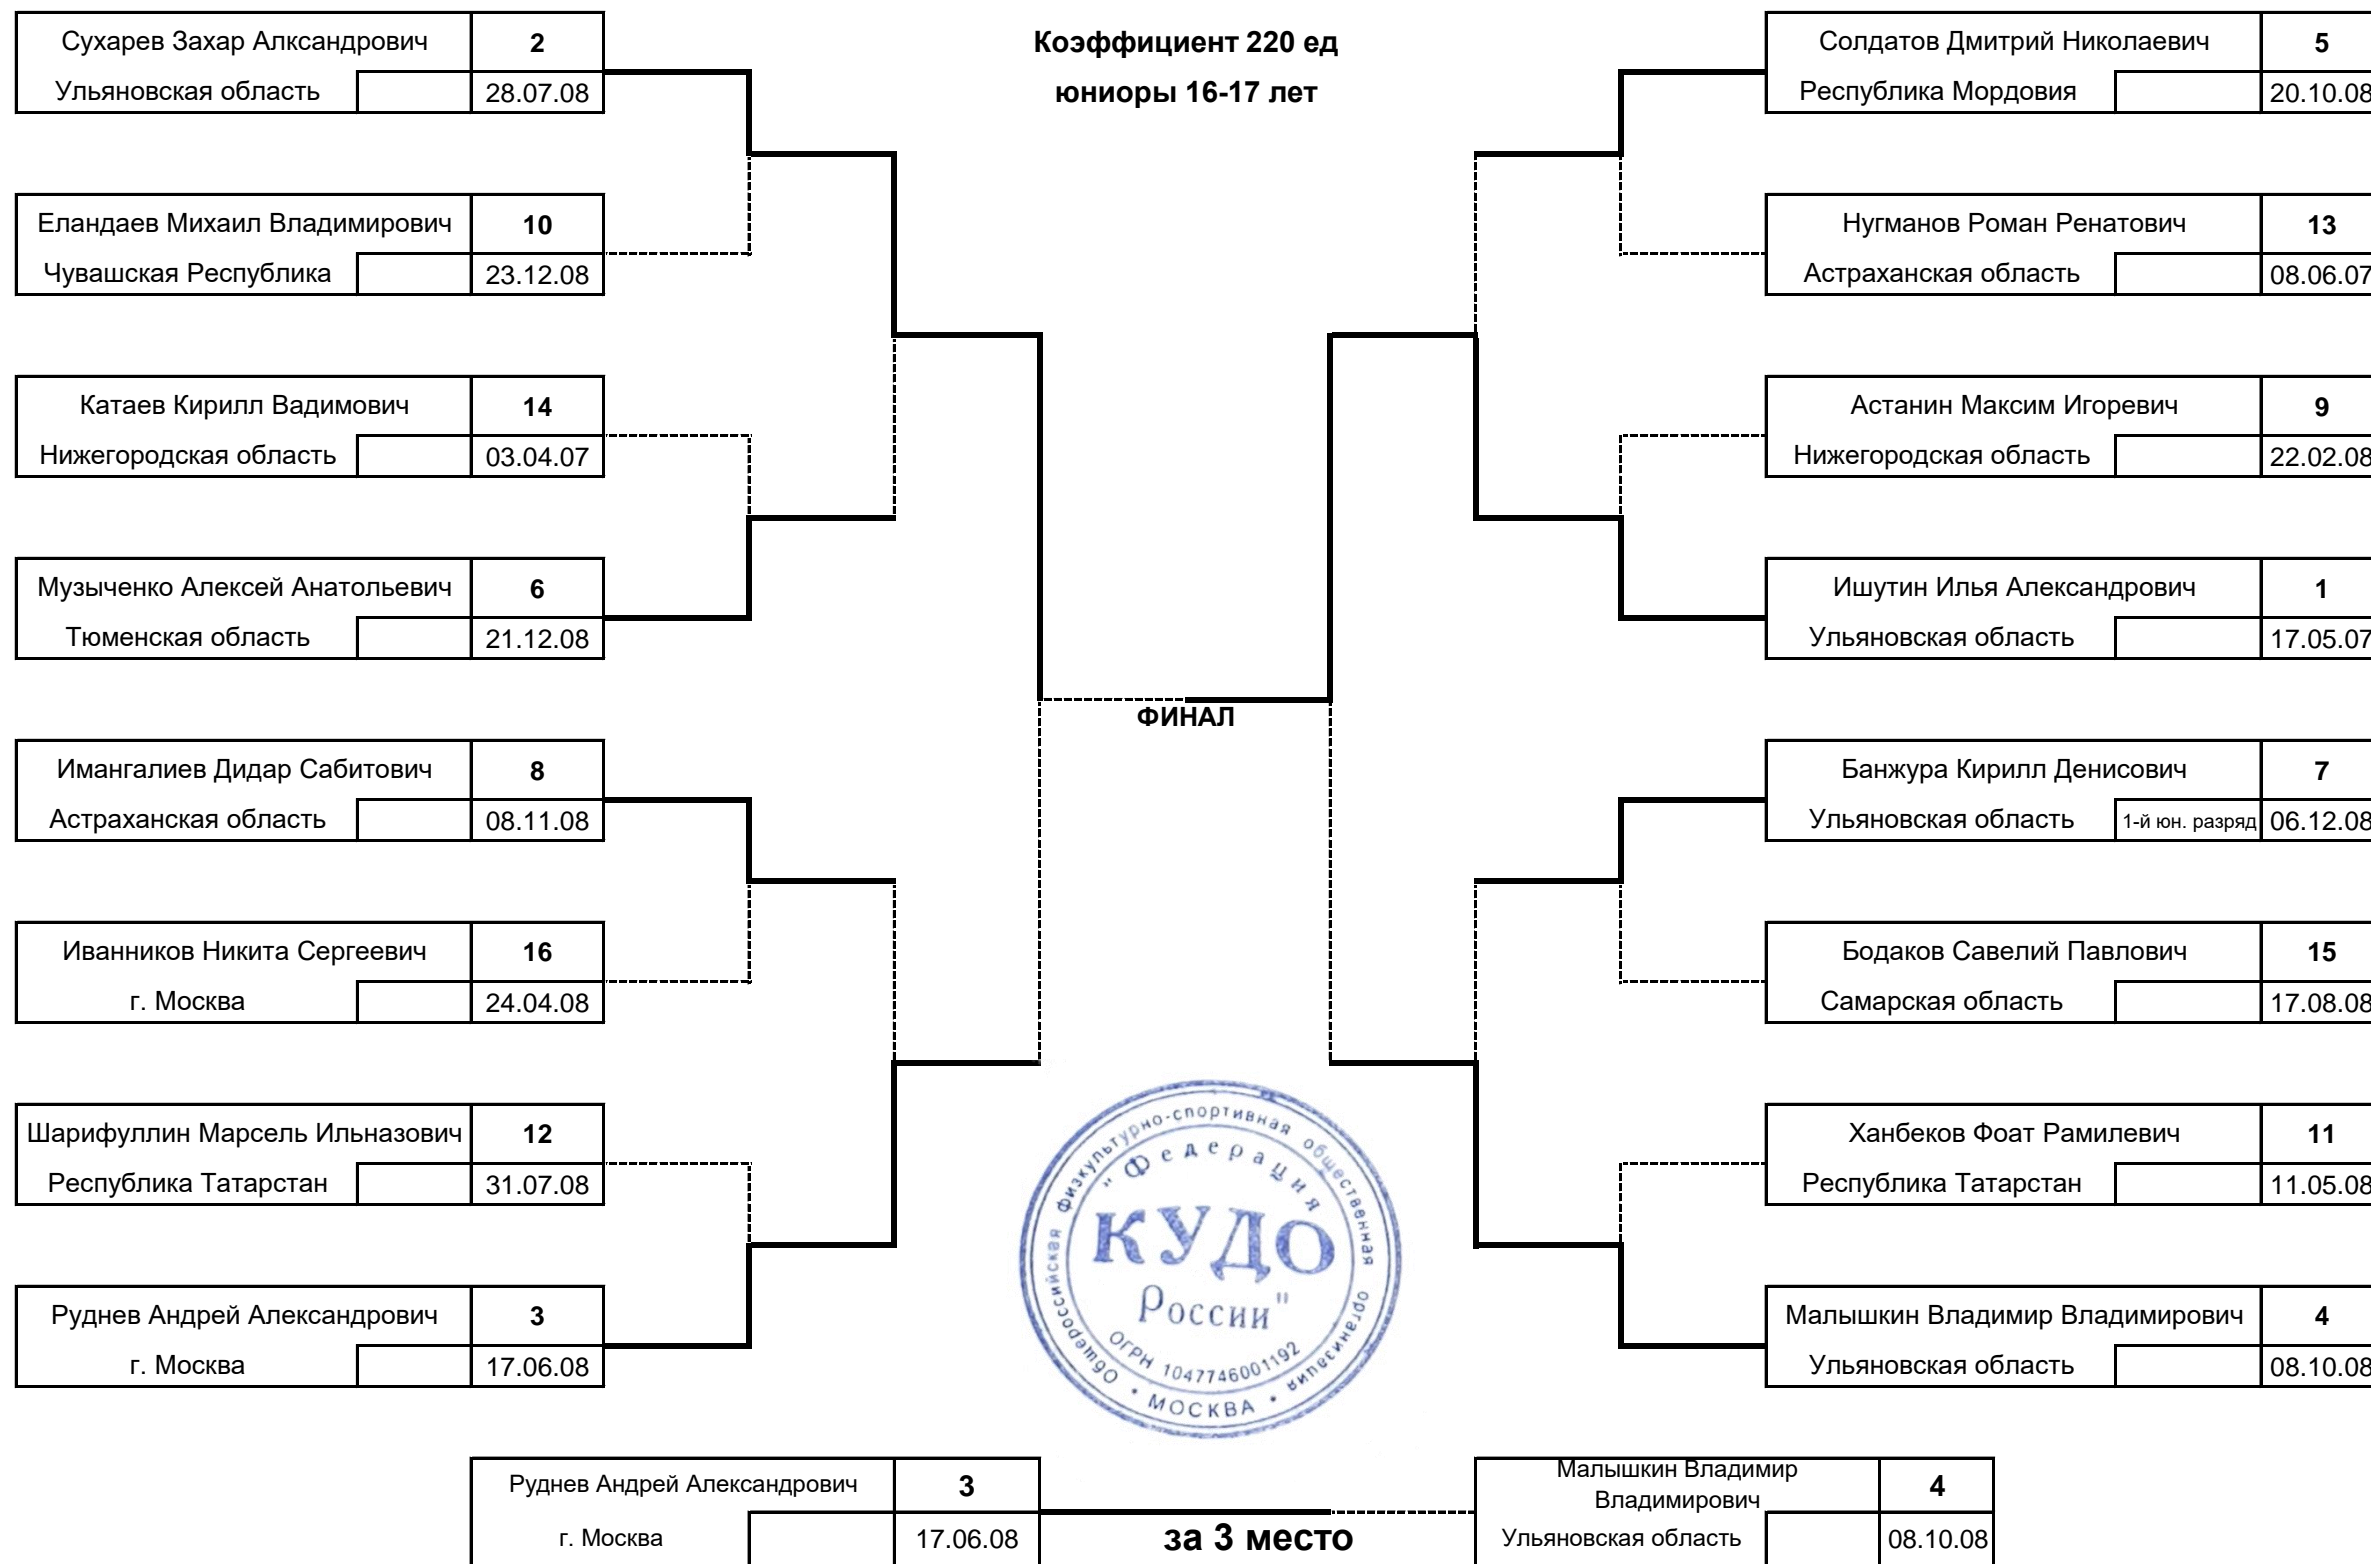 Коэффициент 220 ед
юниоры 16-17 лет
Сухарев Захар Алксандрович 2
Ульяновская область 28.07.08
Еландаев Михаил Владимирович 10
Чувашская Республика 23.12.08
Катаев Кирилл Вадимович 14
Нижегородская область 03.04.07
Музыченко Алексей Анатольевич 6
Тюменская область 21.12.08
Имангалиев Дидар Сабитович 8
Астраханская область 08.11.08
Иванников Никита Сергеевич 16
г. Москва 24.04.08
Шарифуллин Марсель Ильназович 12
Республика Татарстан 31.07.08
Руднев Андрей Александрович 3
г. Москва 17.06.08
ФИНАЛ
Солдатов Дмитрий Николаевич 5
Республика Мордовия 20.10.08
Нугманов Роман Ренатович 13
Астраханская область 08.06.07
Астанин Максим Игоревич 9
Нижегородская область 22.02.08
Ишутин Илья Александрович 1
Ульяновская область 17.05.07
Банжура Кирилл Денисович 7
Ульяновская область 1-й юн. разряд 06.12.08
Бодаков Савелий Павлович 15
Самарская область 17.08.08
Ханбеков Фоат Рамилевич 11
Республика Татарстан 11.05.08
Малышкин Владимир Владимирович 4
Ульяновская область 08.10.08
Общероссийская физкультурно-спортивная общественная организация
"Федерация
КУДО
России"
ОГРН 1047746001192
• МОСКВА •
Руднев Андрей Александрович 3
г. Москва 17.06.08
за 3 место
Малышкин Владимир
Владимирович 4
Ульяновская область 08.10.08